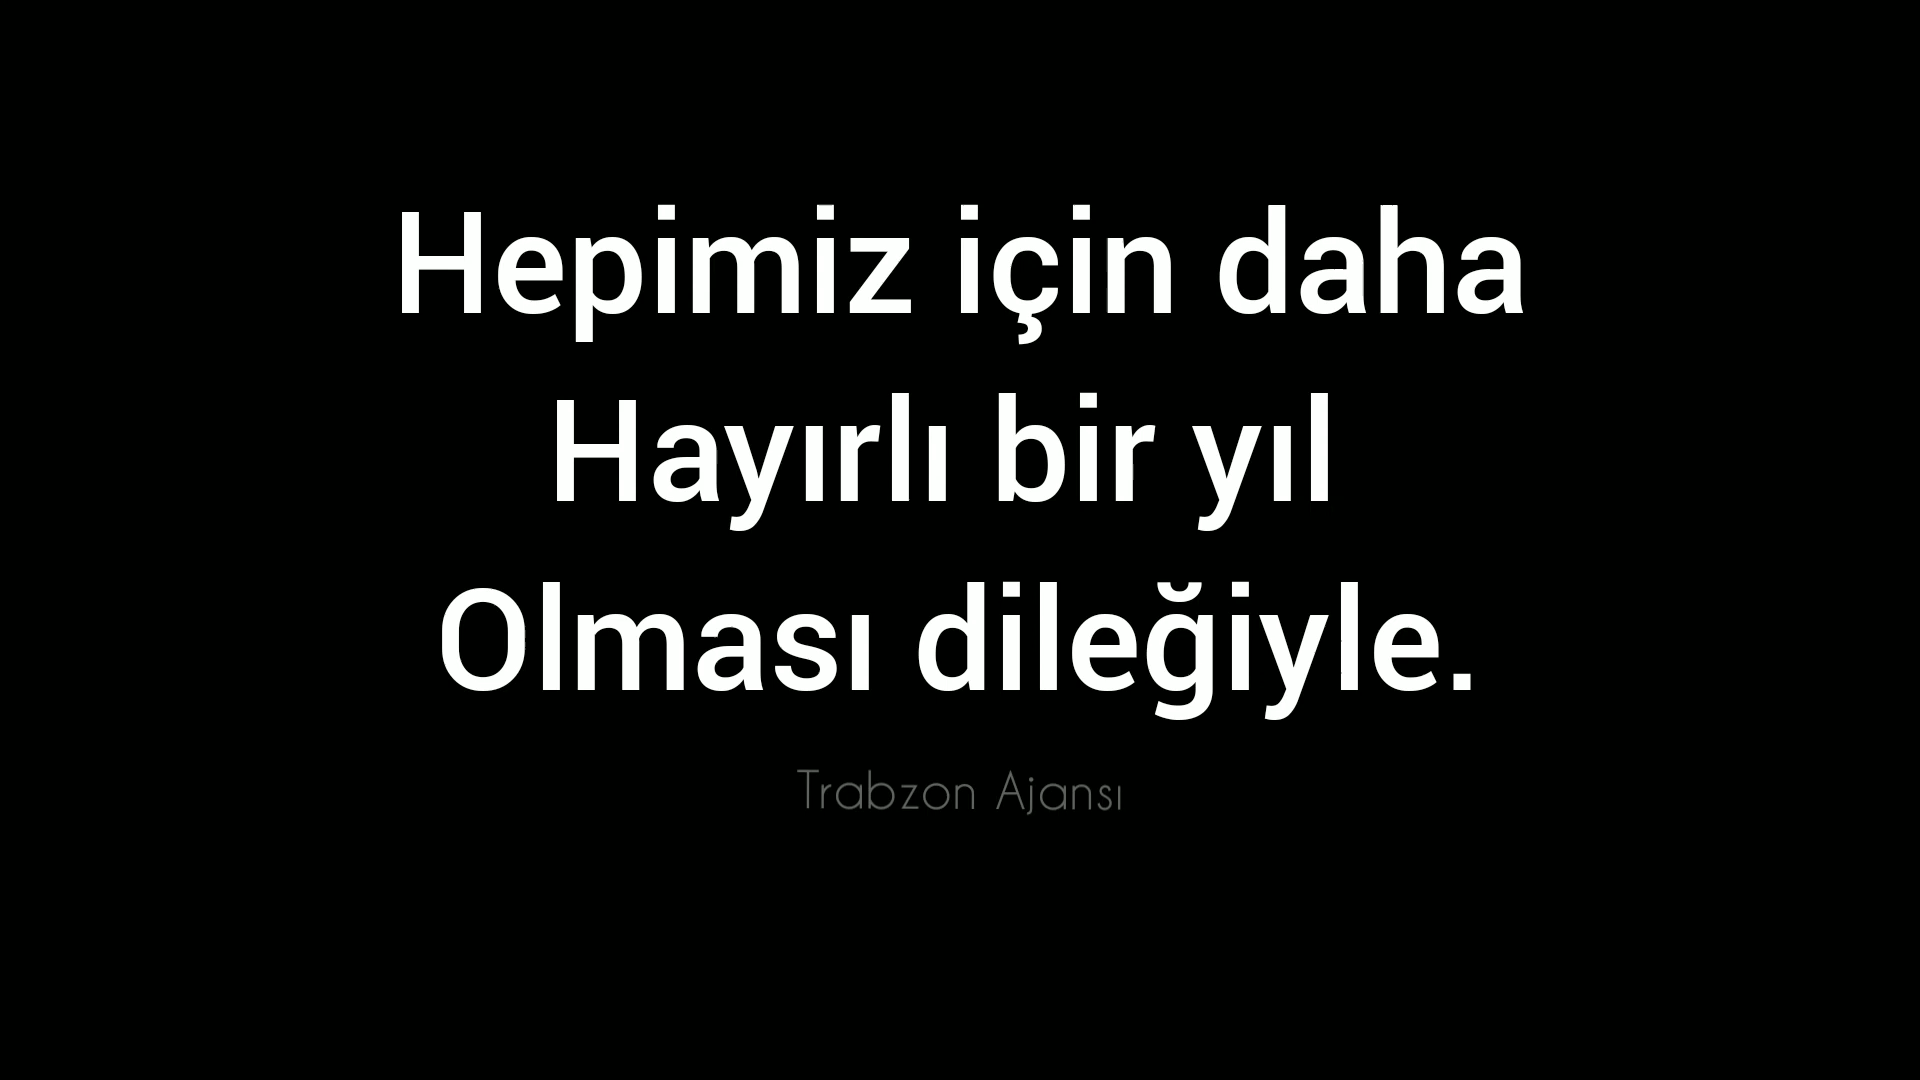 Hepimiz için daha
Hayırlı bir yıl
Olması dileğiyle.
Trabzon Ajansı